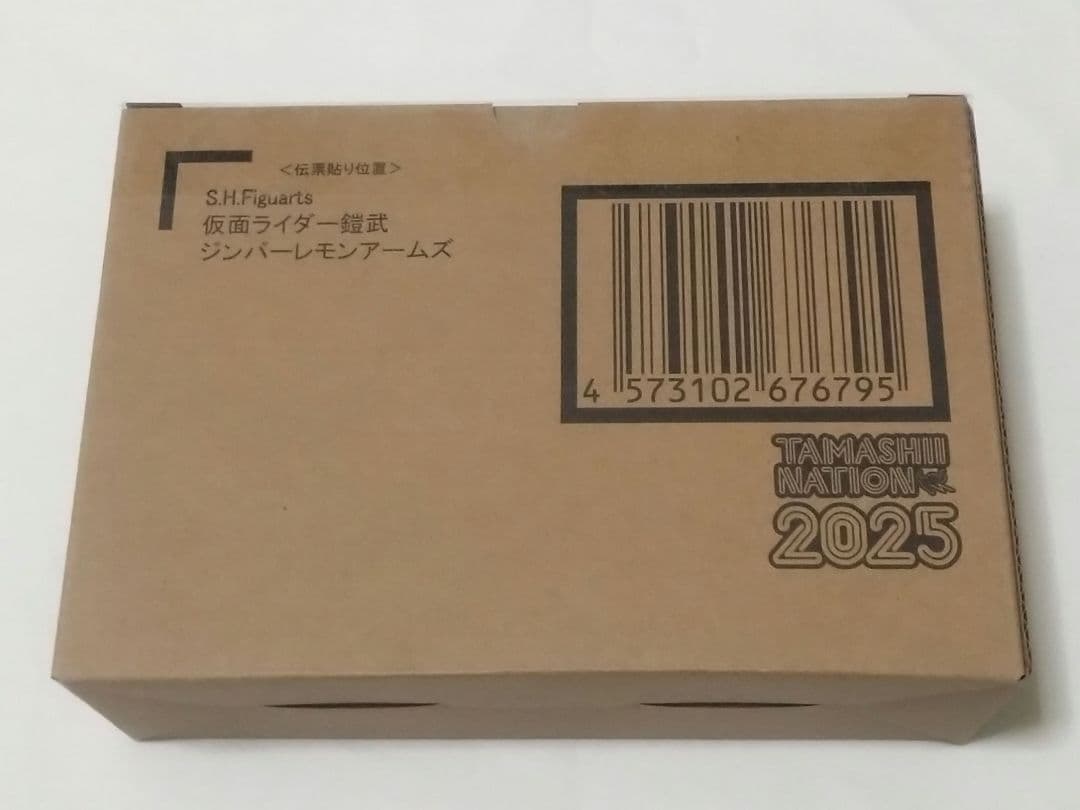 <伝票貼り位置>
S.H.Figuarts
仮面ライダー鎧武
ジンバーレモンアームズ
4 573102 676795
TAMASHII
NATION
2025